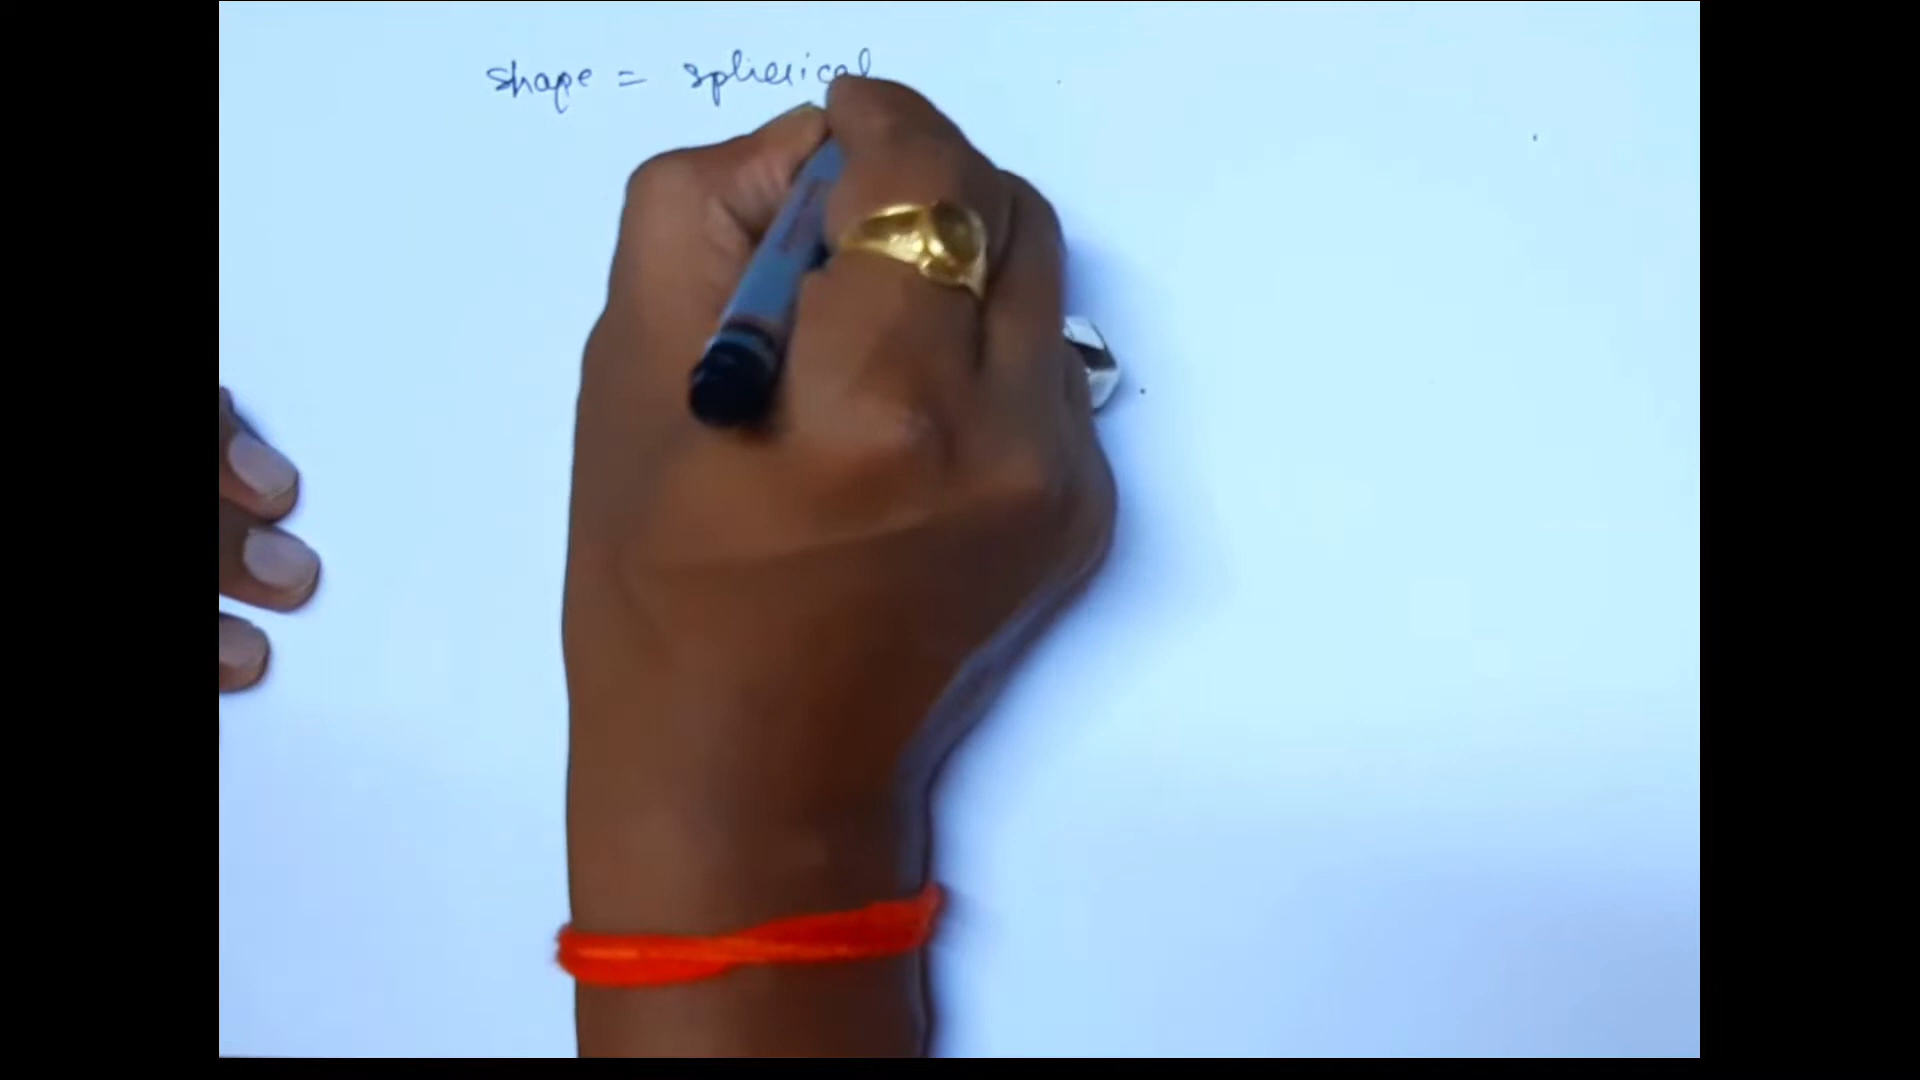 shape = spherical